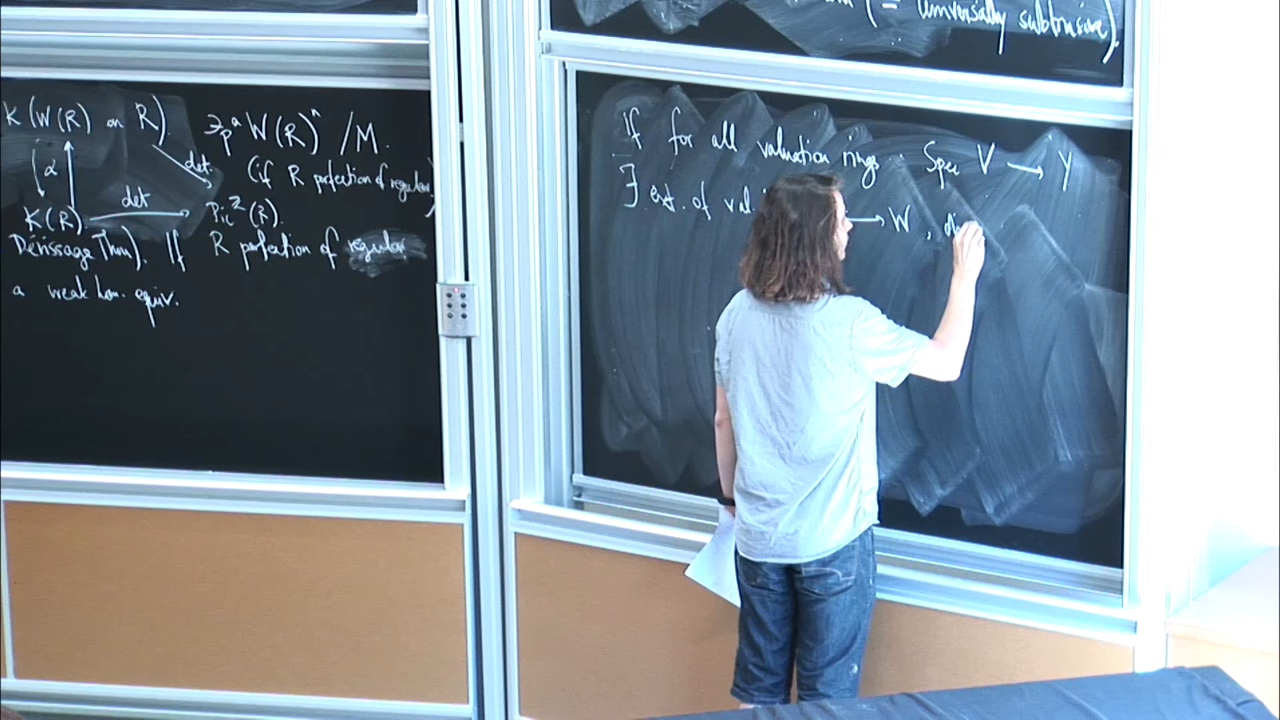 K(W(R) on R)
∋ p^a W(R)^n / M.
α
det
(if R perfection of regular)
det
K(R) → Pic^ℤ(R).
Dévissage Thm). If R perfection of regular
a weak hom. equiv.
(= universally subtrusive).
If for all valuation rings Spec V → Y
∃ ext. of val. → W,